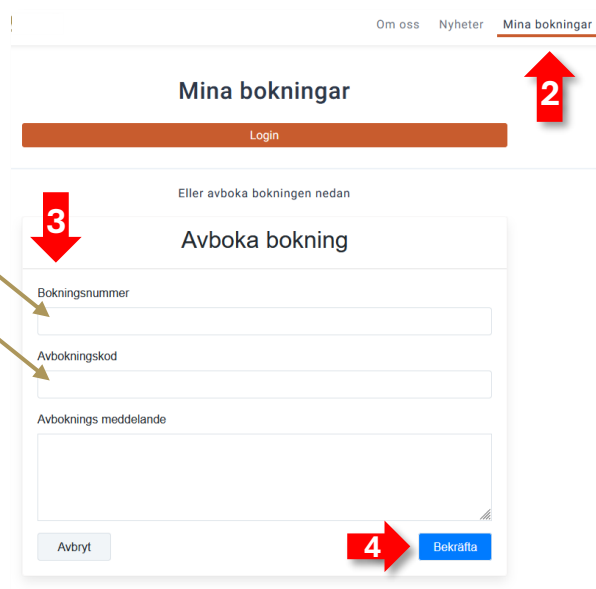 Om oss Nyheter Mina bokningar
2
Mina bokningar
Login
Eller avboka bokningen nedan
3
Avboka bokning
Bokningsnummer
Avbokningskod
Avboknings meddelande
Avbryt
4
Bekräfta